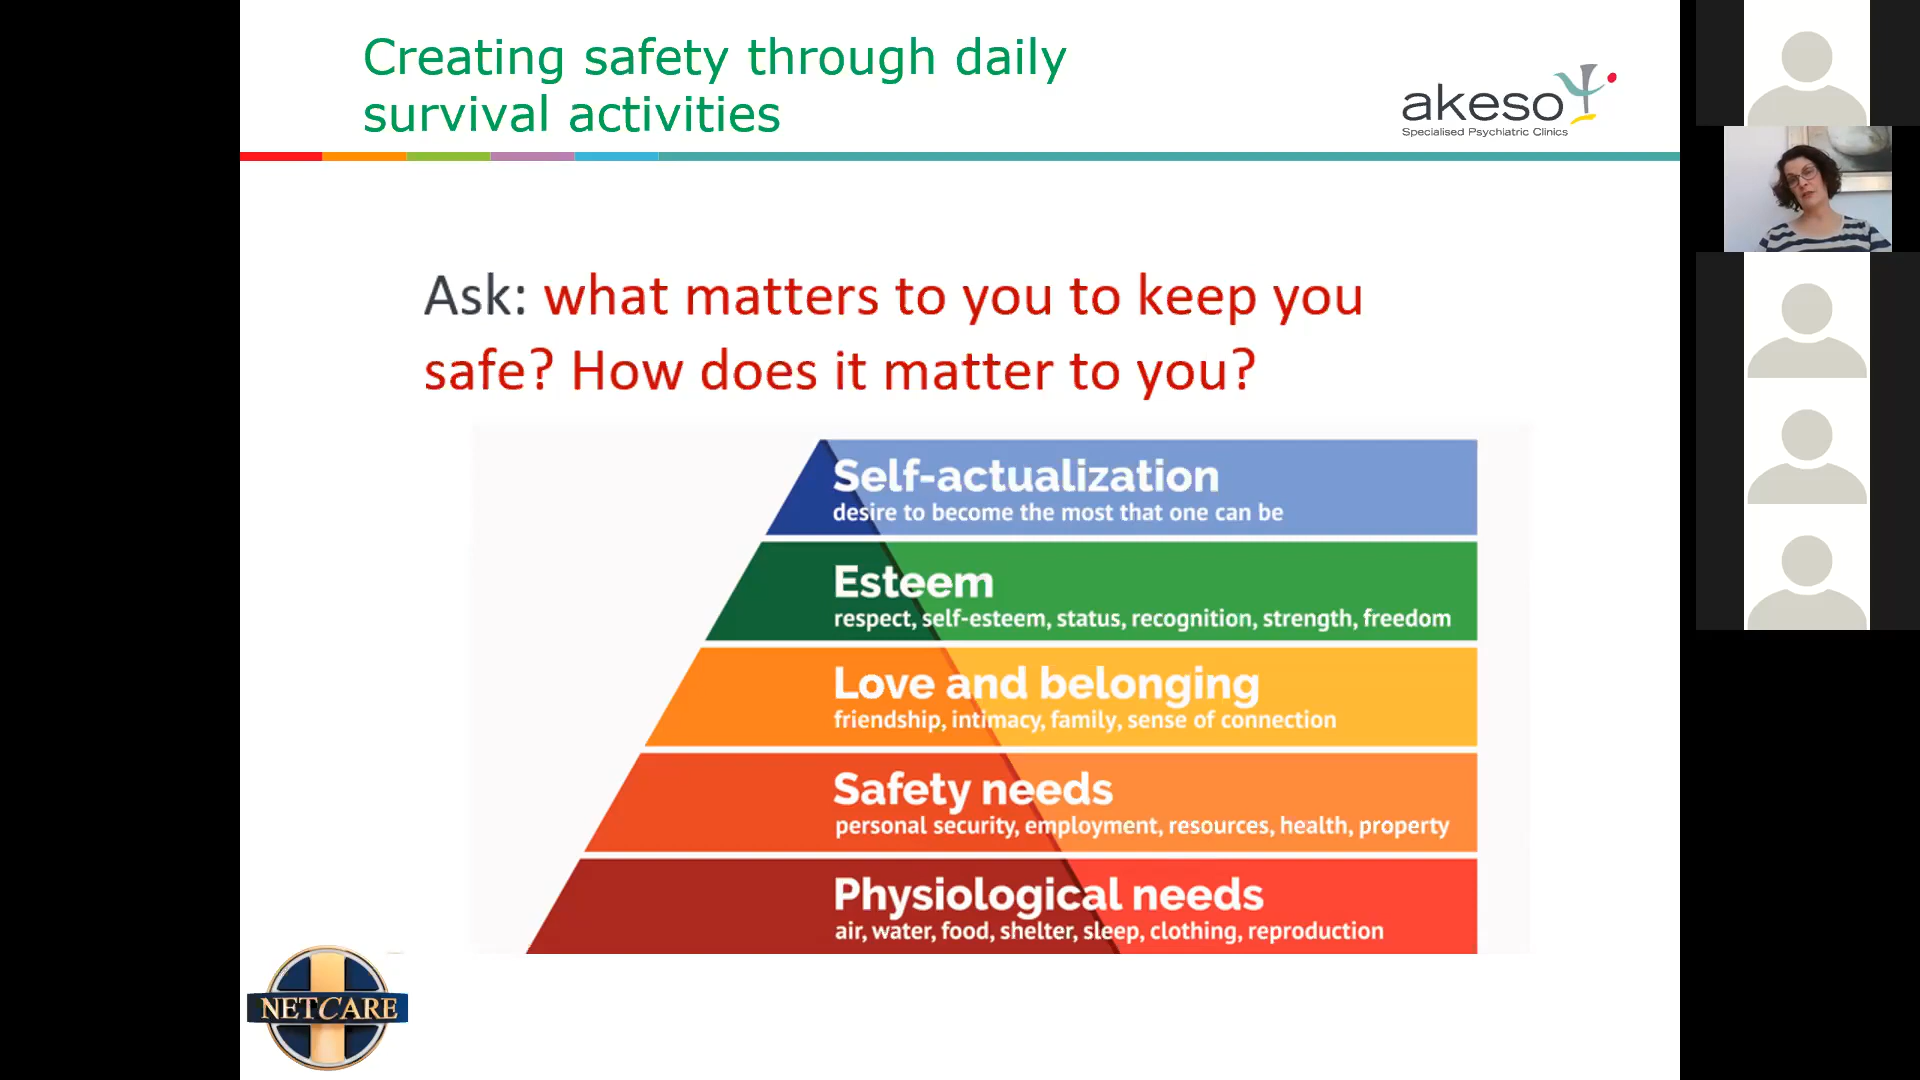 Creating safety through daily
survival activities
akeso
Specialised Psychiatric Clinics
Ask: what matters to you to keep you
safe? How does it matter to you?
Self-actualization
desire to become the most that one can be
Esteem
respect, self-esteem, status, recognition, strength, freedom
Love and belonging
friendship, intimacy, family, sense of connection
Safety needs
personal security, employment, resources, health, property
Physiological needs
air, water, food, shelter, sleep, clothing, reproduction
NETCARE